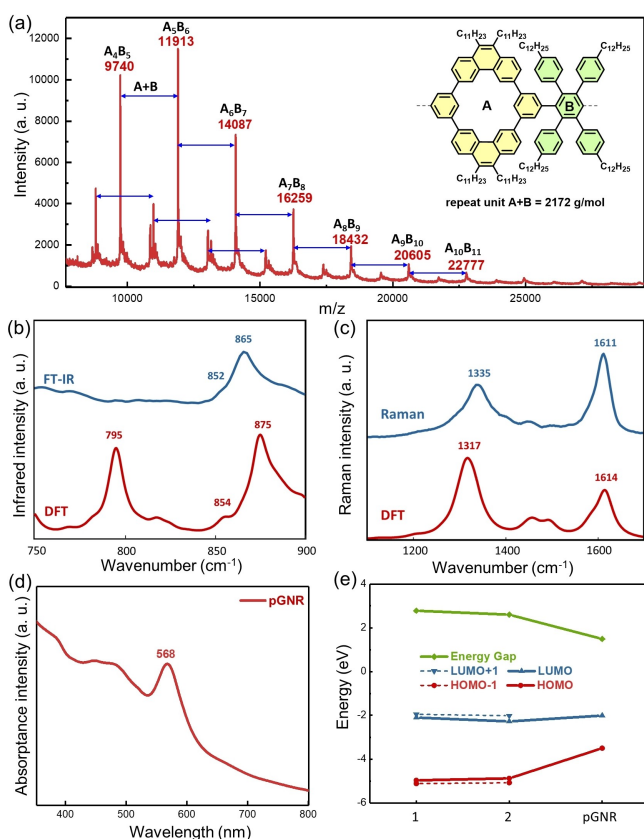 (a)
Intensity (a. u.)
12000
10000
8000
6000
4000
2000
0
A₄B₅
9740
A+B
A₅B₆
11913
A₆B₇
14087
A₇B₈
16259
A₈B₉
18432
A₉B₁₀
20605
A₁₀B₁₁
22777
C₁₁H₂₃ C₁₁H₂₃
C₁₂H₂₅ C₁₂H₂₅
A B
C₁₂H₂₅ C₁₂H₂₅
C₁₁H₂₃ C₁₁H₂₃
repeat unit A+B = 2172 g/mol
10000 15000 20000 25000
m/z
(b)
Infrared intensity (a. u.)
FT-IR
852
865
795
854
875
DFT
750 800 850 900
Wavenumber (cm⁻¹)
(c)
Raman intensity (a. u.)
Raman
1335
1611
1317
1614
DFT
1200 1400 1600
Wavenumber (cm⁻¹)
(d)
Absorptance intensity (a. u.)
pGNR
568
400 500 600 700 800
Wavelength (nm)
(e)
Energy (eV)
4
2
0
-2
-4
-6
Energy Gap
LUMO+1 LUMO
HOMO-1 HOMO
1 2 pGNR